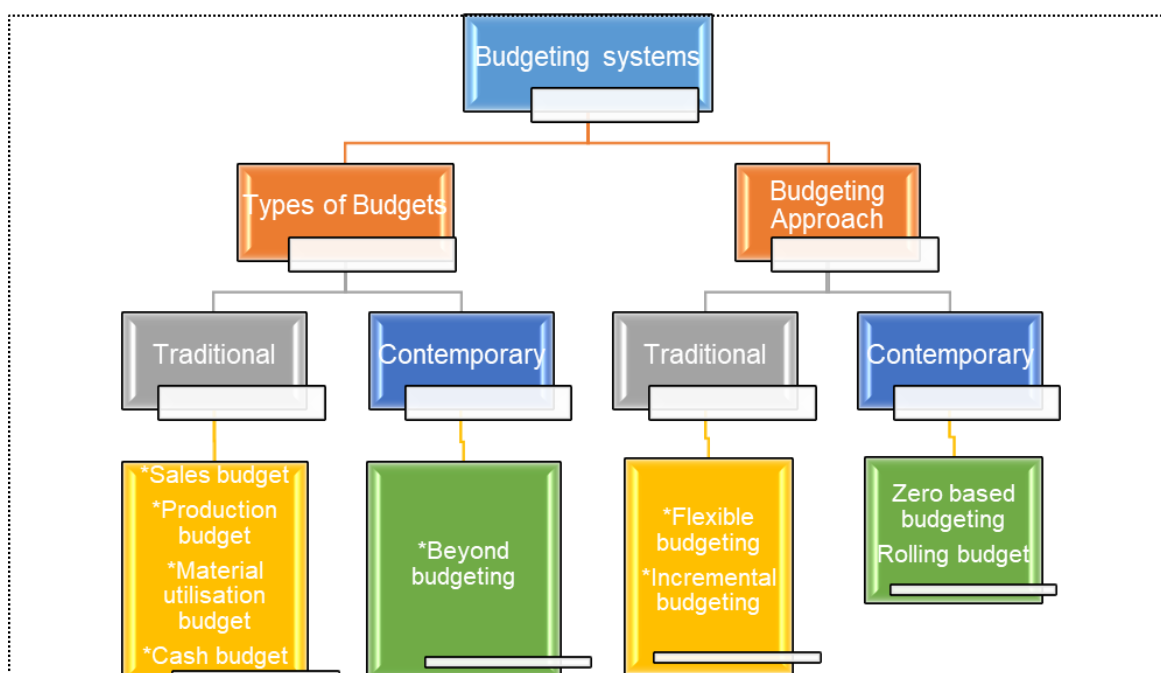 Budgeting systems
Types of Budgets
Budgeting
Approach
Traditional
Contemporary
Traditional
Contemporary
*Sales budget
*Production
budget
*Material
utilisation
budget
*Cash budget
*Beyond
budgeting
*Flexible
budgeting
*Incremental
budgeting
Zero based
budgeting
Rolling budget